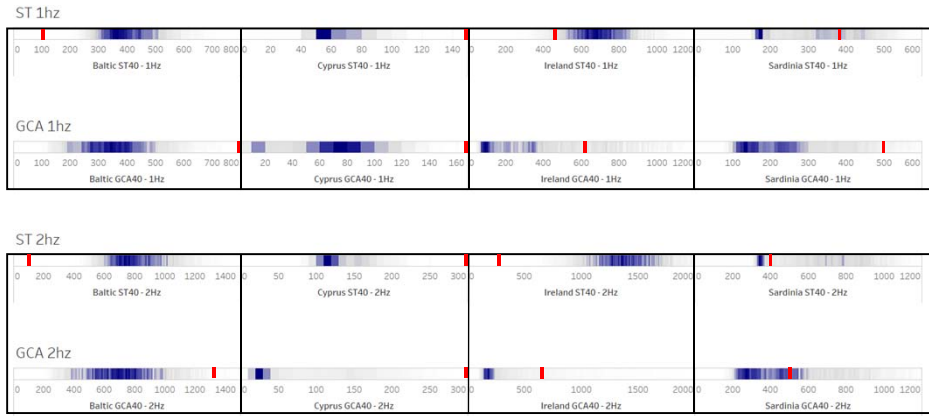 ST 1hz
0 100 200 300 400 500 600 700 800 0 20 40 60 80 100 120 140 0 200 400 600 800 1000 1200 0 100 200 300 400 500 600
Baltic ST40 - 1Hz Cyprus ST40 - 1Hz Ireland ST40 - 1Hz Sardinia ST40 - 1Hz
GCA 1hz
0 100 200 300 400 500 600 700 800 0 20 40 60 80 100 120 140 160 0 200 400 600 800 1000 1200 0 100 200 300 400 500 600
Baltic GCA40 - 1Hz Cyprus GCA40 - 1Hz Ireland GCA40 - 1Hz Sardinia GCA40 - 1Hz
ST 2hz
0 200 400 600 800 1000 1200 1400 0 50 100 150 200 250 300 0 500 1000 1500 2000 0 200 400 600 800 1000 1200
Baltic ST40 - 2Hz Cyprus ST40 - 2Hz Ireland ST40 - 2Hz Sardinia ST40 - 2Hz
GCA 2hz
0 200 400 600 800 1000 1200 1400 0 50 100 150 200 250 300 0 500 1000 1500 2000 0 200 400 600 800 1000 1200
Baltic GCA40 - 2Hz Cyprus GCA40 - 2Hz Ireland GCA40 - 2Hz Sardinia GCA40 - 2Hz